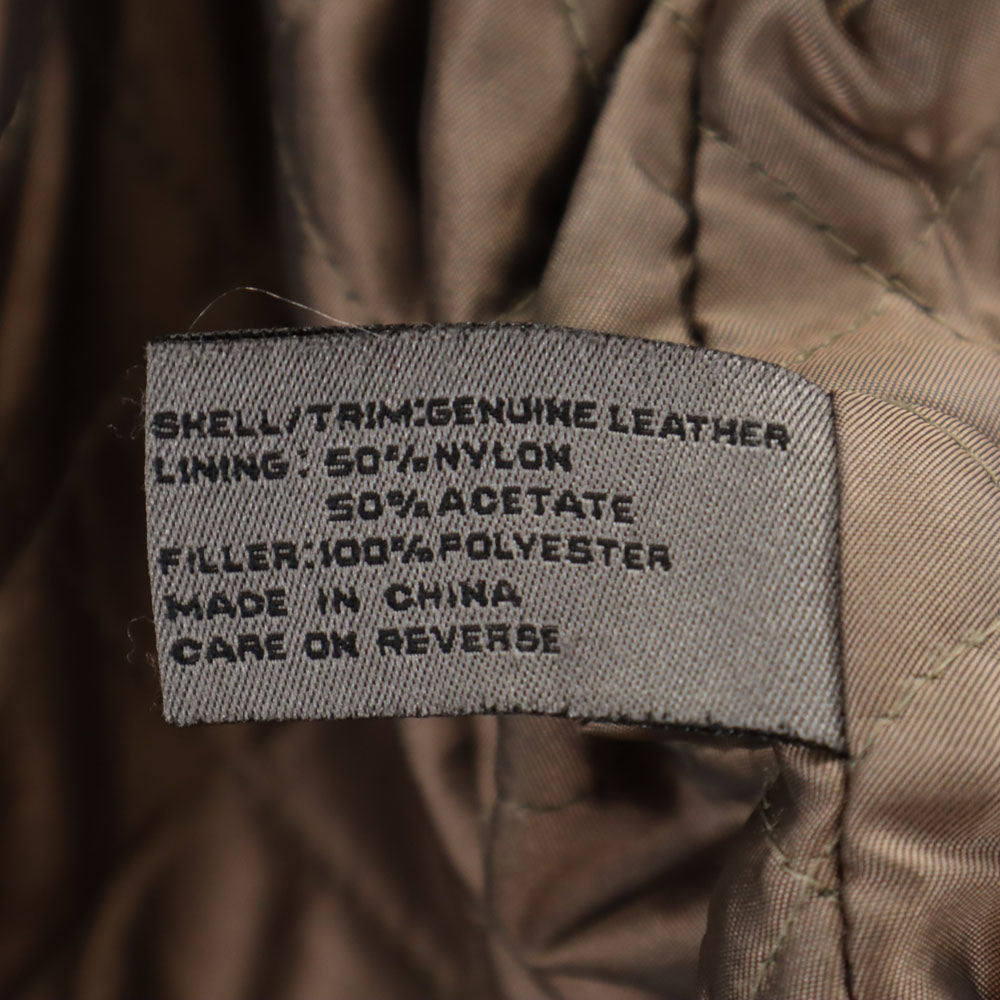 SHELL/TRIM:GENUINE LEATHER
LINING: 50% NYLON
50% ACETATE
FILLER:100% POLYESTER
MADE IN CHINA
CARE ON REVERSE